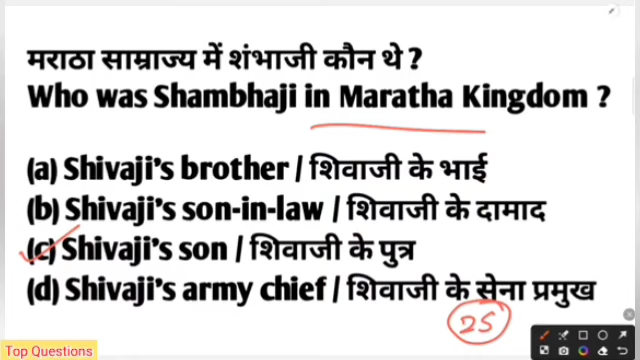 मराठा साम्राज्य में शंभाजी कौन थे ?
Who was Shambhaji in Maratha Kingdom ?
(a) Shivaji's brother / शिवाजी के भाई
(b) Shivaji's son-in-law / शिवाजी के दामाद
(c) Shivaji's son / शिवाजी के पुत्र
(d) Shivaji's army chief / शिवाजी के सेना प्रमुख
25
Top Questions